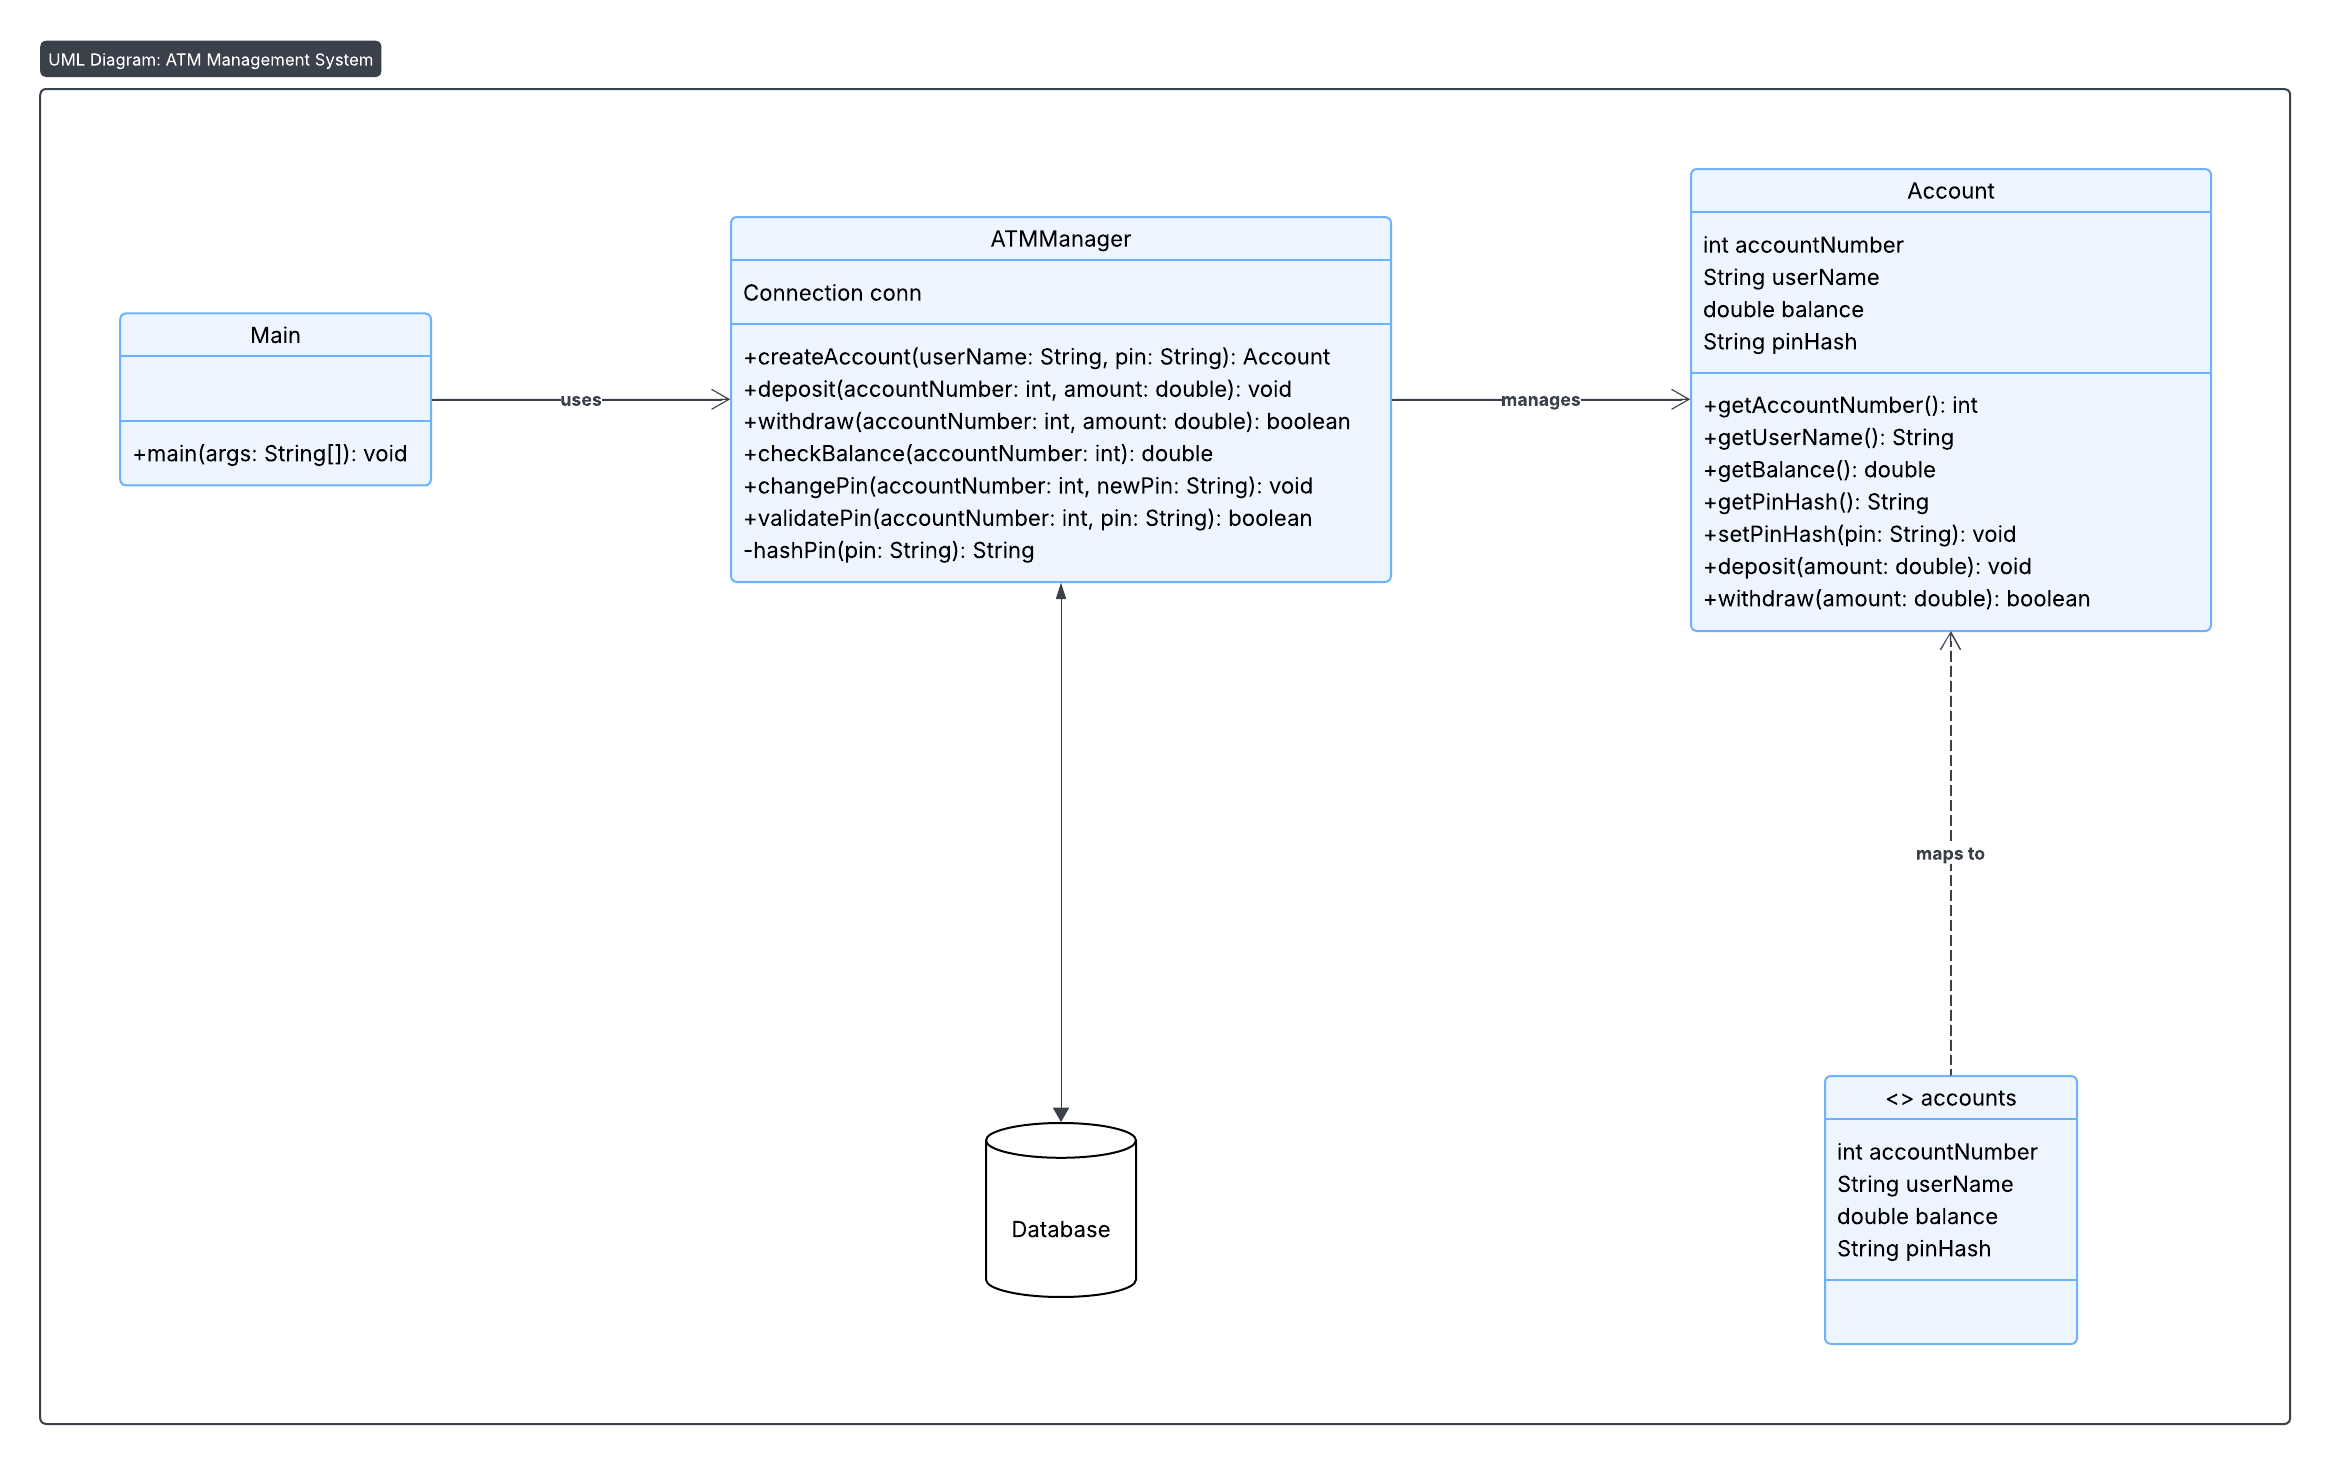 UML Diagram: ATM Management System
Main
+main(args: String[]): void
uses
ATMManager
Connection conn
+createAccount(userName: String, pin: String): Account
+deposit(accountNumber: int, amount: double): void
+withdraw(accountNumber: int, amount: double): boolean
+checkBalance(accountNumber: int): double
+changePin(accountNumber: int, newPin: String): void
+validatePin(accountNumber: int, pin: String): boolean
-hashPin(pin: String): String
manages
Account
int accountNumber
String userName
double balance
String pinHash
+getAccountNumber(): int
+getUserName(): String
+getBalance(): double
+getPinHash(): String
+setPinHash(pin: String): void
+deposit(amount: double): void
+withdraw(amount: double): boolean
maps to
Database
<> accounts
int accountNumber
String userName
double balance
String pinHash